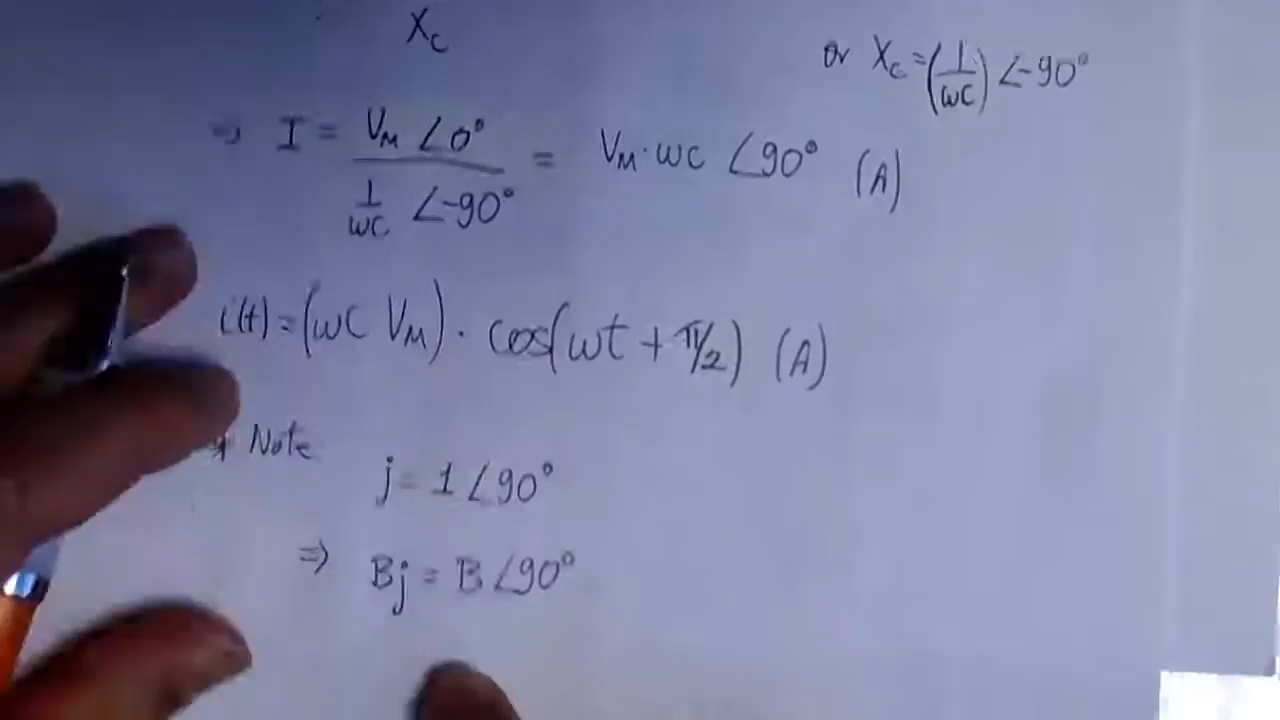 X_C
or X_C = (1/ωC) ∠-90°
⇒ I = V_M ∠0° / (1/ωC ∠-90°) = V_M · ωC ∠90° (A)
i(t) = (ωC V_M) · cos(ωt + π/2) (A)
Note
j = 1 ∠90°
⇒ Bj = B ∠90°